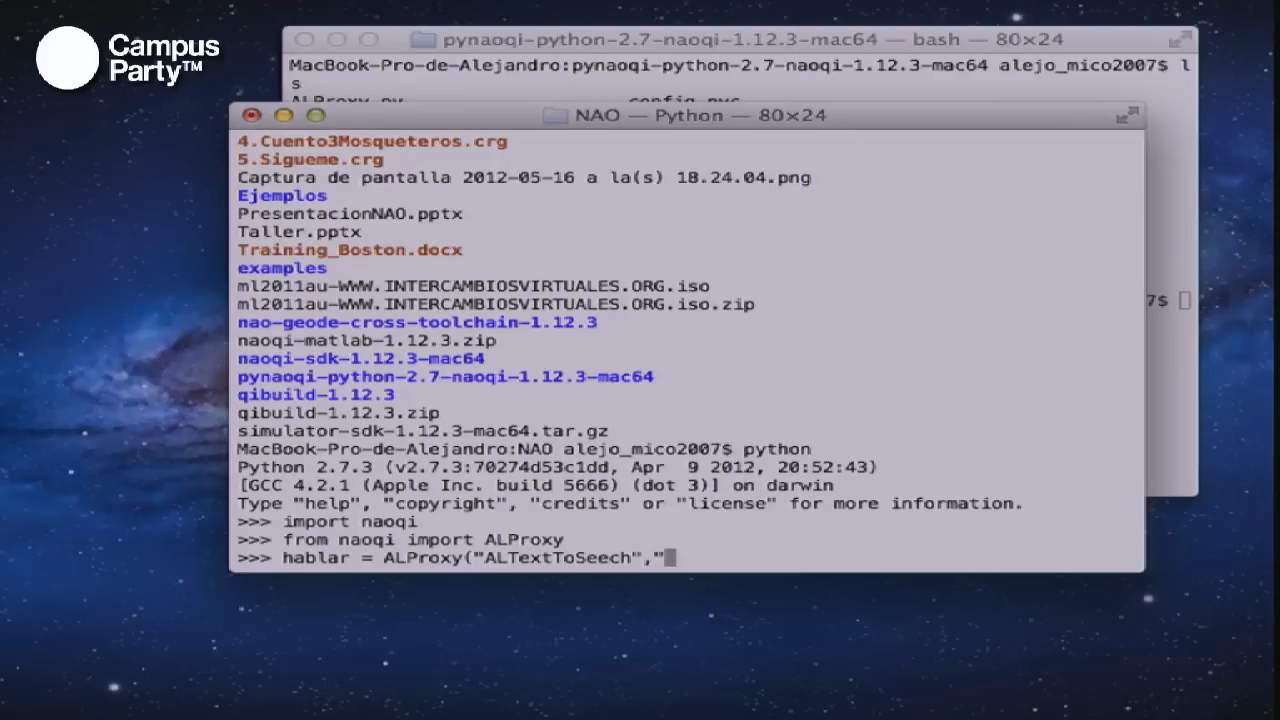 Campus
Party™
pynaoqi-python-2.7-naoqi-1.12.3-mac64 — bash — 80×24
MacBook-Pro-de-Alejandro:pynaoqi-python-2.7-naoqi-1.12.3-mac64 alejo_mico2007$ l
s
ALProxy.py config.pyc
NAO — Python — 80×24
4.Cuento3Mosqueteros.crg
5.Sigueme.crg
Captura de pantalla 2012-05-16 a la(s) 18.24.04.png
Ejemplos
PresentacionNAO.pptx
Taller.pptx
Training_Boston.docx
examples
ml2011au-WWW.INTERCAMBIOSVIRTUALES.ORG.iso
ml2011au-WWW.INTERCAMBIOSVIRTUALES.ORG.iso.zip
7$
nao-geode-cross-toolchain-1.12.3
naoqi-matlab-1.12.3.zip
naoqi-sdk-1.12.3-mac64
pynaoqi-python-2.7-naoqi-1.12.3-mac64
qibuild-1.12.3
qibuild-1.12.3.zip
simulator-sdk-1.12.3-mac64.tar.gz
MacBook-Pro-de-Alejandro:NAO alejo_mico2007$ python
Python 2.7.3 (v2.7.3:70274d53c1dd, Apr  9 2012, 20:52:43)
[GCC 4.2.1 (Apple Inc. build 5666) (dot 3)] on darwin
Type "help", "copyright", "credits" or "license" for more information.
>>> import naoqi
>>> from naoqi import ALProxy
>>> hablar = ALProxy("ALTextToSeech","